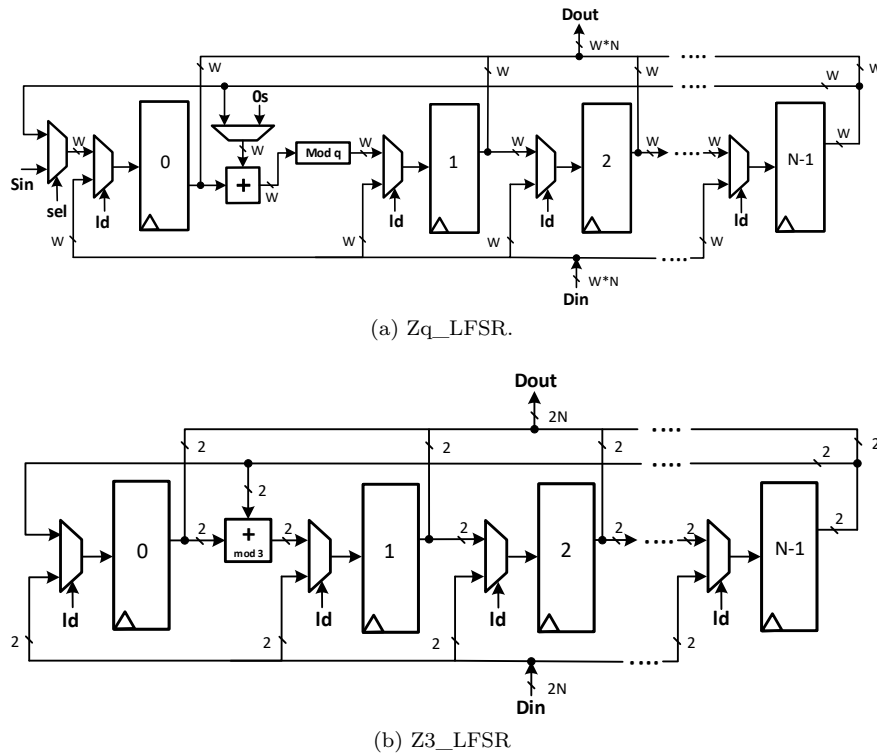 Dout
W*N
W W W W W
W
0s
0 W Mod q W W W W W
1 2 N-1
Sin + W
sel ld ld ld ld
W W W W
W*N
Din
(a) Zq_LFSR.
Dout
2N
2 2 2 2 2
2
0 2 + 2 1 2 2 2 2 N-1 2
mod 3
ld ld ld ld
2 2 2 2
2N
Din
(b) Z3_LFSR